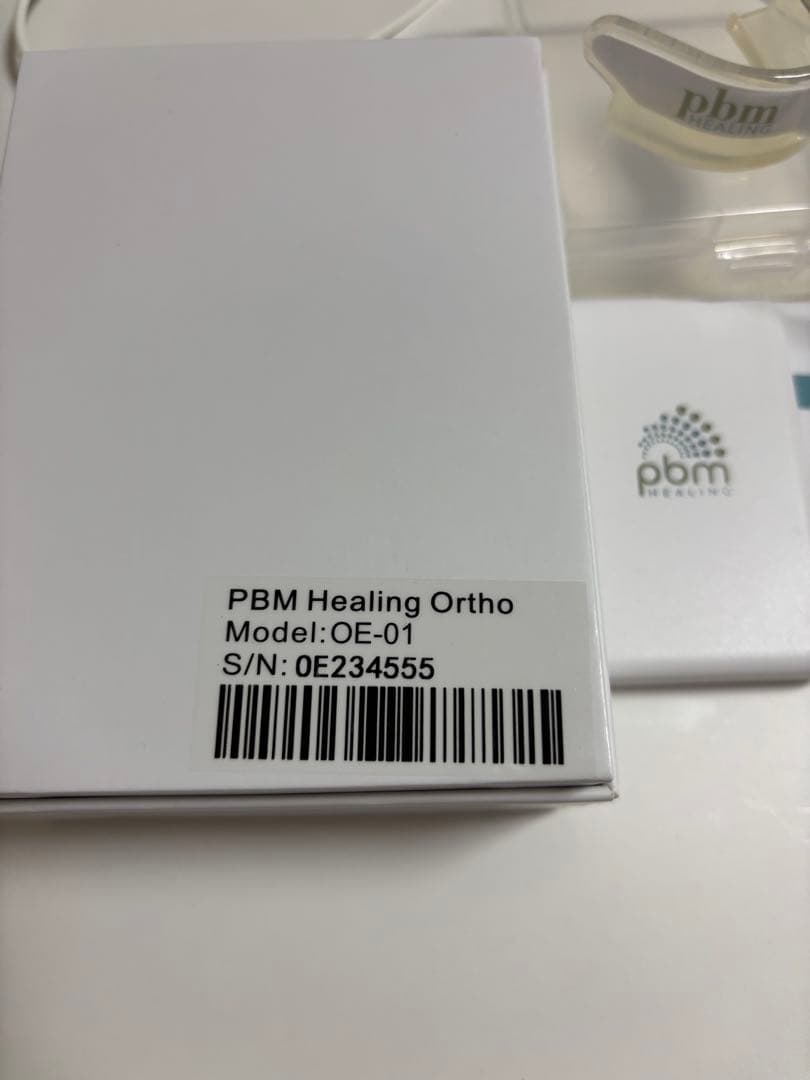 pbm
HEALING
pbm
HEALING
PBM Healing Ortho
Model:OE-01
S/N: 0E234555